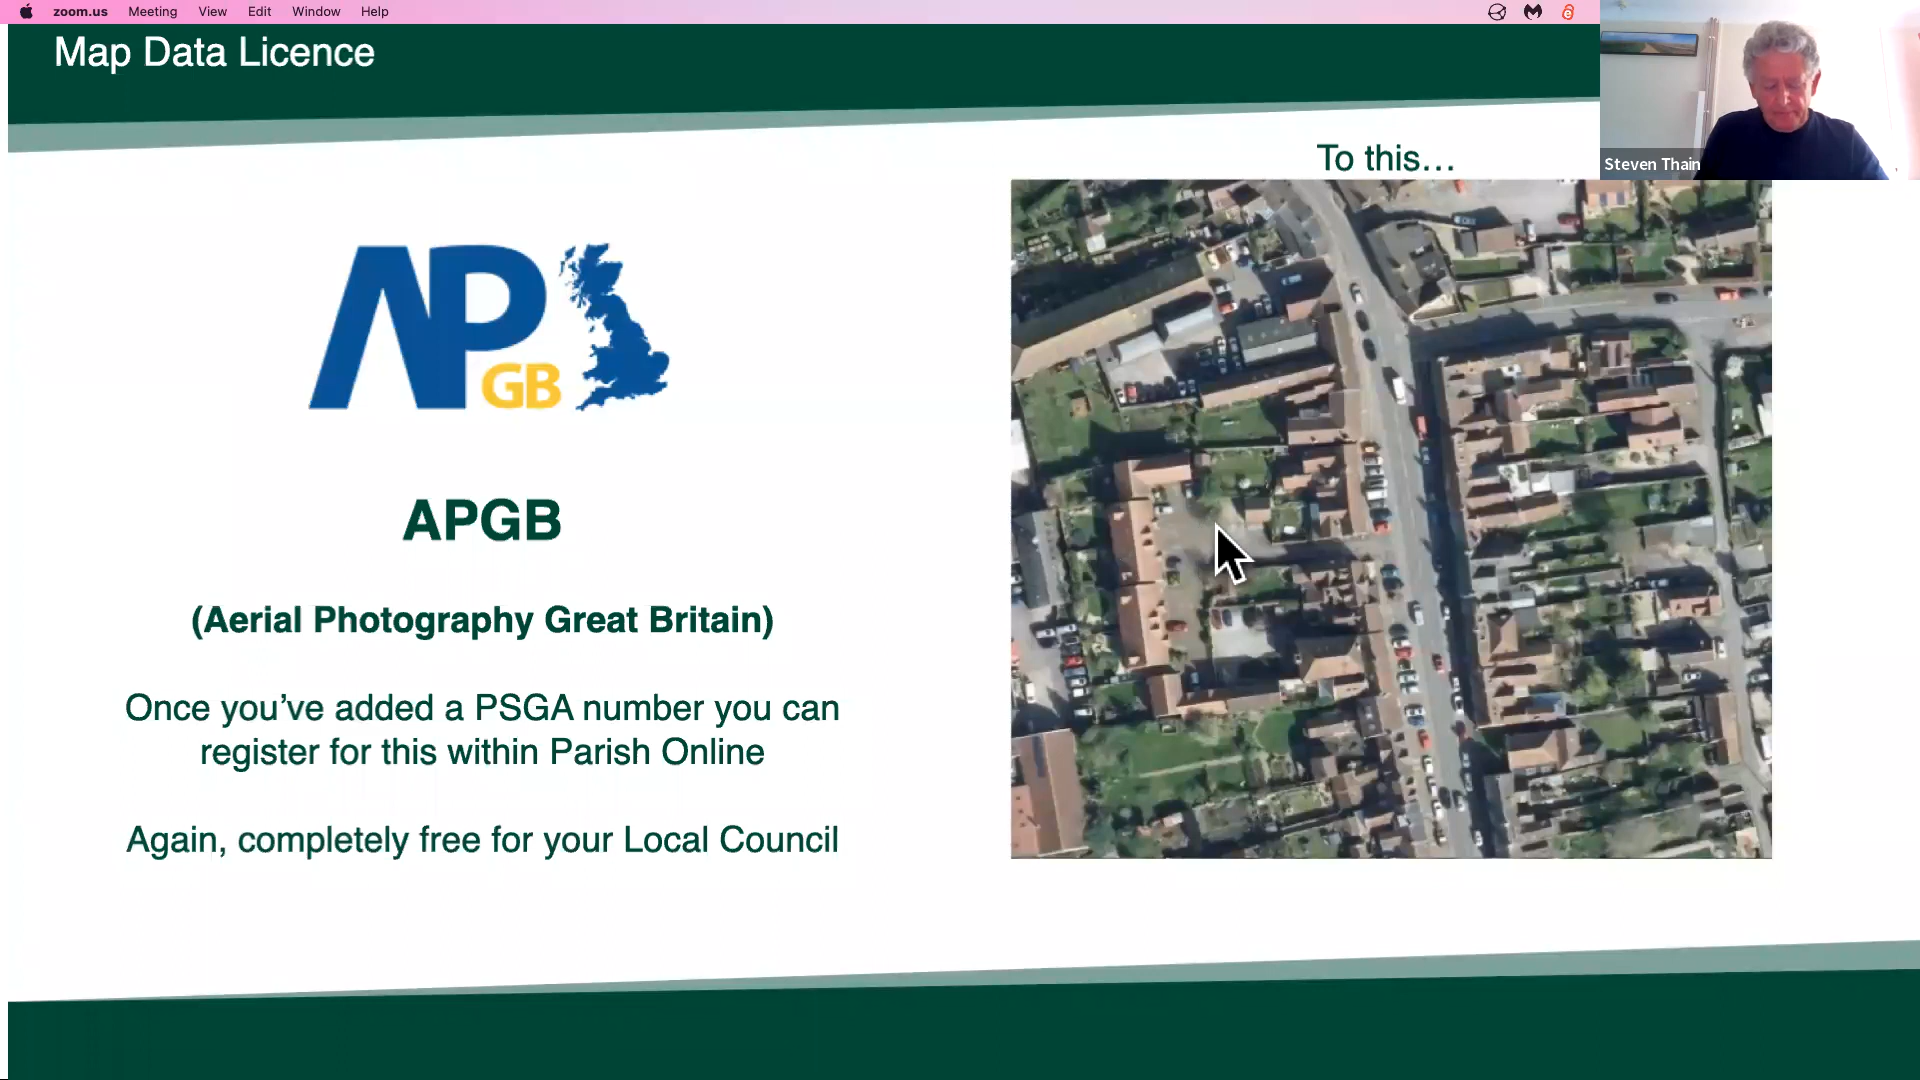 zoom.us Meeting View Edit Window Help
Map Data Licence
Steven Thain
To this...
AP
GB
APGB
(Aerial Photography Great Britain)
Once you’ve added a PSGA number you can
register for this within Parish Online
Again, completely free for your Local Council